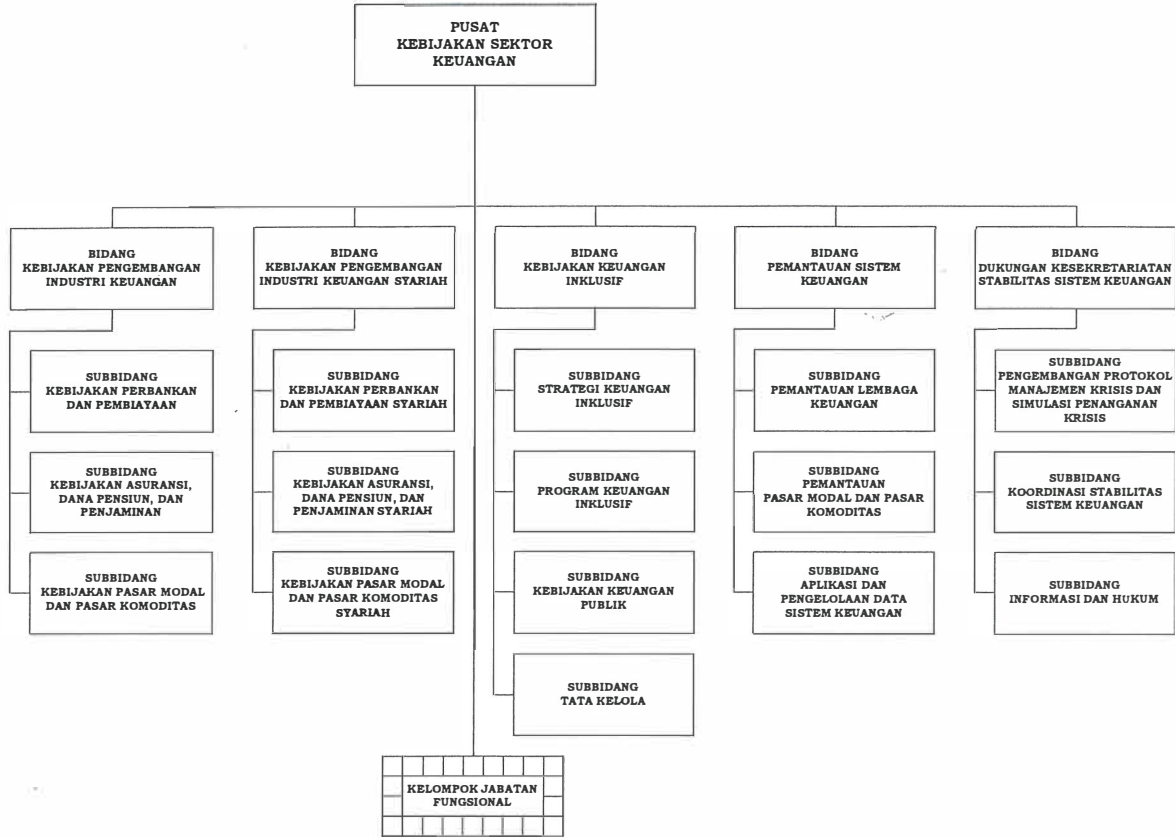 PUSAT
KEBIJAKAN SEKTOR
KEUANGAN
BIDANG
KEBIJAKAN PENGEMBANGAN
INDUSTRI KEUANGAN
BIDANG
KEBIJAKAN PENGEMBANGAN
INDUSTRI KEUANGAN SYARIAH
BIDANG
KEBIJAKAN KEUANGAN
INKLUSIF
BIDANG
PEMANTAUAN SISTEM
KEUANGAN
BIDANG
DUKUNGAN KESEKRETARIATAN
STABILITAS SISTEM KEUANGAN
SUBBIDANG
KEBIJAKAN PERBANKAN
DAN PEMBIAYAAN
SUBBIDANG
KEBIJAKAN PERBANKAN
DAN PEMBIAYAAN SYARIAH
SUBBIDANG
STRATEGI KEUANGAN
INKLUSIF
SUBBIDANG
PEMANTAUAN LEMBAGA
KEUANGAN
SUBBIDANG
PENGEMBANGAN PROTOKOL
MANAJEMEN KRISIS DAN
SIMULASI PENANGANAN
KRISIS
SUBBIDANG
KEBIJAKAN ASURANSI,
DANA PENSIUN, DAN
PENJAMINAN
SUBBIDANG
KEBIJAKAN ASURANSI,
DANA PENSIUN, DAN
PENJAMINAN SYARIAH
SUBBIDANG
PROGRAM KEUANGAN
INKLUSIF
SUBBIDANG
PEMANTAUAN
PASAR MODAL DAN PASAR
KOMODITAS
SUBBIDANG
KOORDINASI STABILITAS
SISTEM KEUANGAN
SUBBIDANG
KEBIJAKAN PASAR MODAL
DAN PASAR KOMODITAS
SUBBIDANG
KEBIJAKAN PASAR MODAL
DAN PASAR KOMODITAS
SYARIAH
SUBBIDANG
KEBIJAKAN KEUANGAN
PUBLIK
SUBBIDANG
APLIKASI DAN
PENGELOLAAN DATA
SISTEM KEUANGAN
SUBBIDANG
INFORMASI DAN HUKUM
SUBBIDANG
TATA KELOLA
KELOMPOK JABATAN
FUNGSIONAL